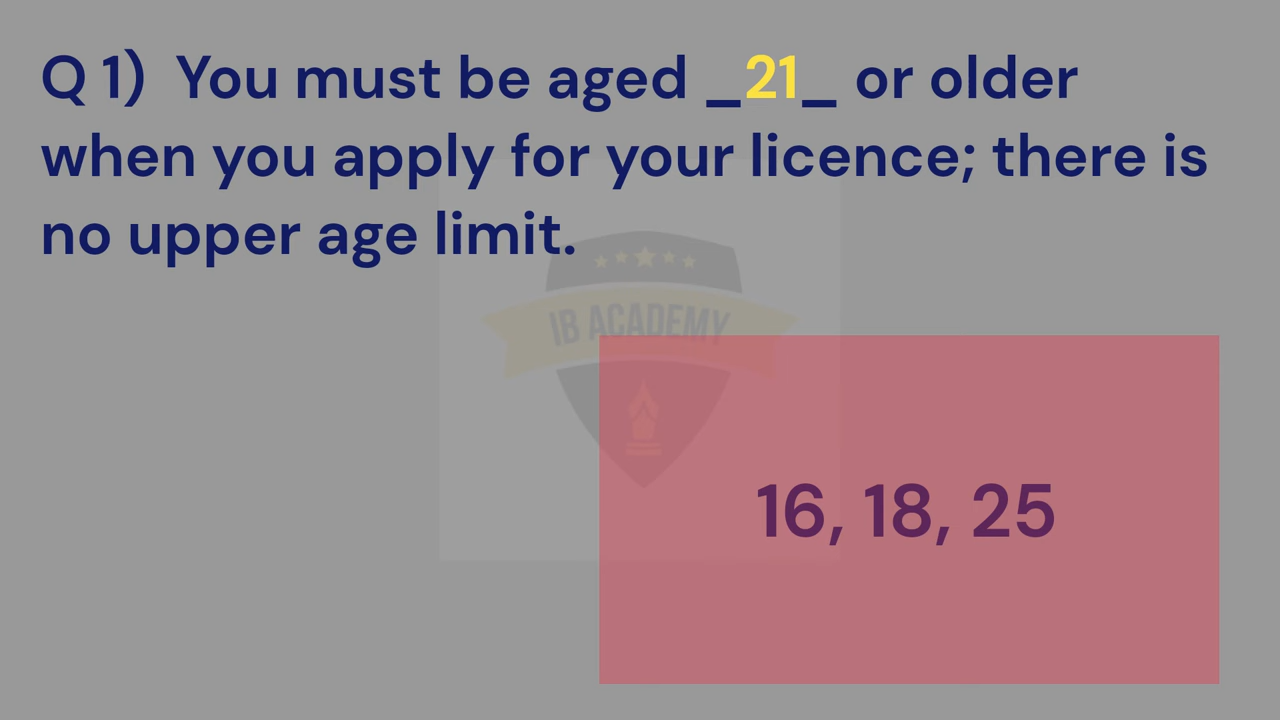 Q 1) You must be aged _21_ or older
when you apply for your licence; there is
no upper age limit.
IB ACADEMY
16, 18, 25